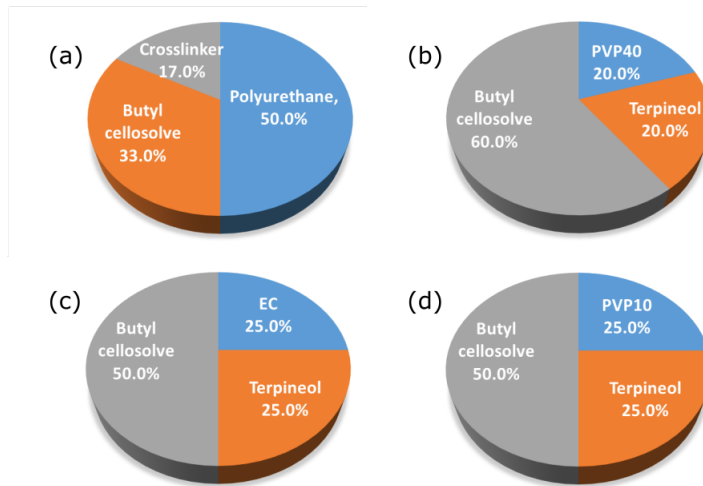 (a)
Crosslinker
17.0%
Polyurethane,
50.0%
Butyl
cellosolve
33.0%
(b)
PVP40
20.0%
Terpineol
20.0%
Butyl
cellosolve
60.0%
(c)
EC
25.0%
Butyl
cellosolve
50.0%
Terpineol
25.0%
(d)
PVP10
25.0%
Butyl
cellosolve
50.0%
Terpineol
25.0%